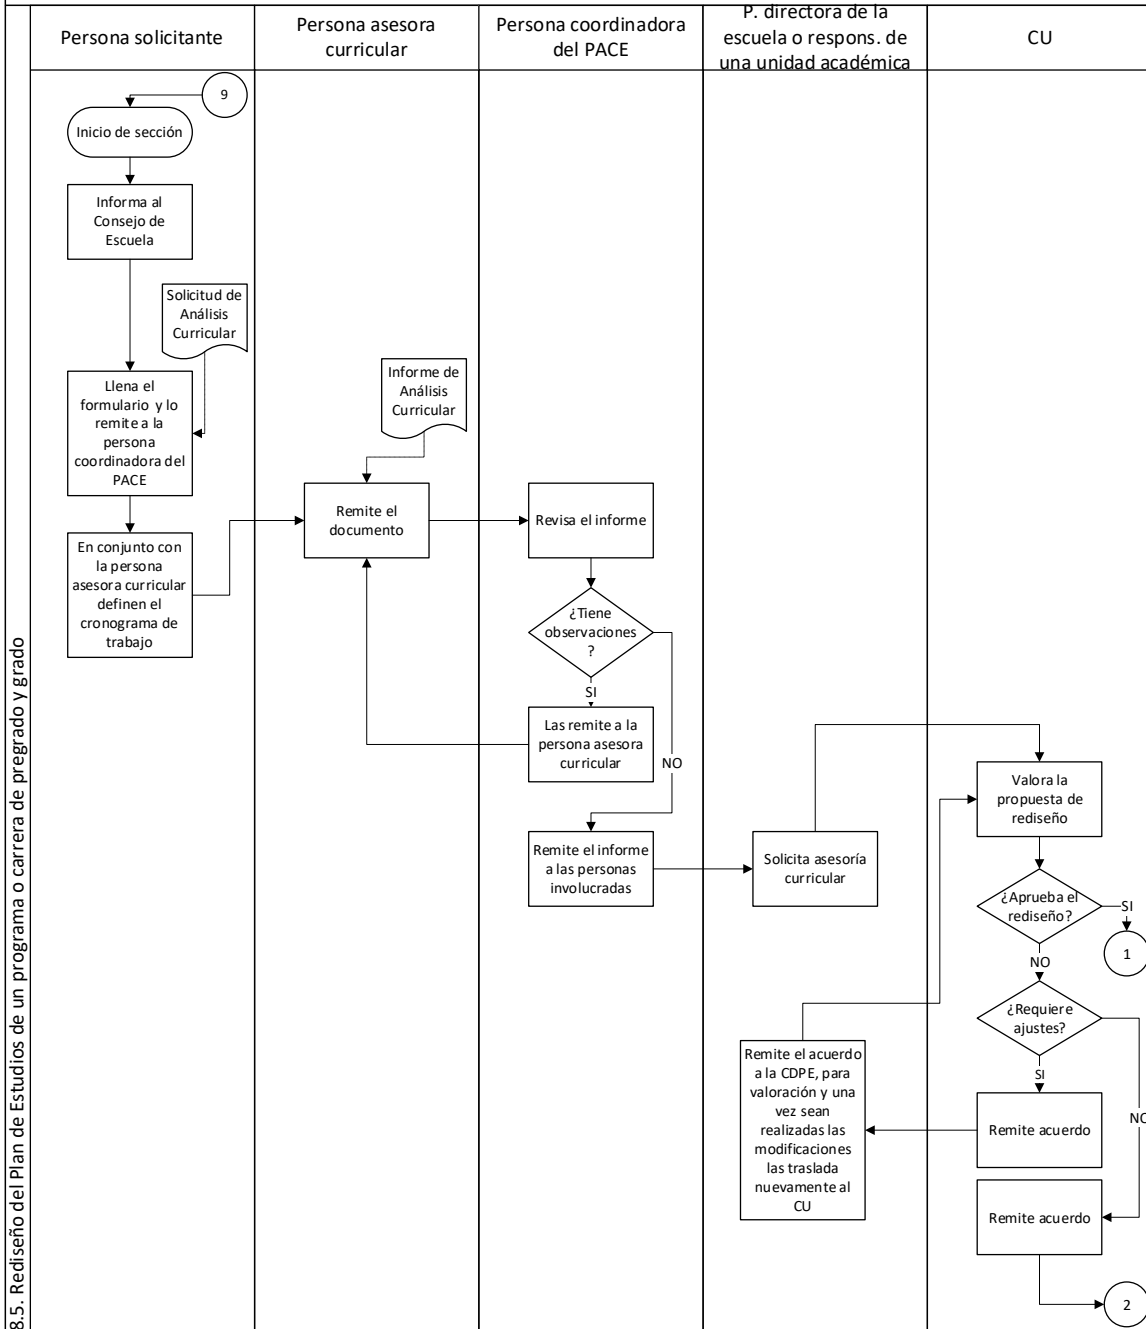 Persona solicitante
Persona asesora
curricular
Persona coordinadora
del PACE
P. directora de la
escuela o respons. de
una unidad académica
CU
8.5. Rediseño del Plan de Estudios de un programa o carrera de pregrado y grado
9
Inicio de sección
Informa al
Consejo de
Escuela
Solicitud de
Análisis
Curricular
Llena el
formulario y lo
remite a la
persona
coordinadora del
PACE
En conjunto con
la persona
asesora curricular
definen el
cronograma de
trabajo
Informe de
Análisis
Curricular
Remite el
documento
Revisa el informe
¿Tiene
observaciones
?
SI
Las remite a la
persona asesora
curricular
NO
Remite el informe
a las personas
involucradas
Solicita asesoría
curricular
Valora la
propuesta de
rediseño
¿Aprueba el
rediseño?
SI
1
NO
¿Requiere
ajustes?
SI
NO
Remite acuerdo
Remite el acuerdo
a la CDPE, para
valoración y una
vez sean
realizadas las
modificaciones
las traslada
nuevamente al
CU
Remite acuerdo
2